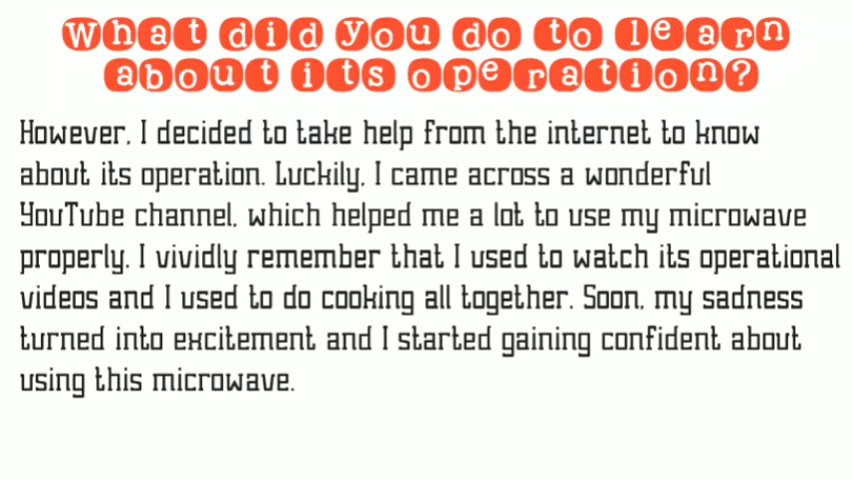 What did you do to learn
about its operation?
However, I decided to take help from the internet to know
about its operation. Luckily, I came across a wonderful
YouTube channel, which helped me a lot to use my microwave
properly. I vividly remember that I used to watch its operational
videos and I used to do cooking all together. Soon, my sadness
turned into excitement and I started gaining confident about
using this microwave.